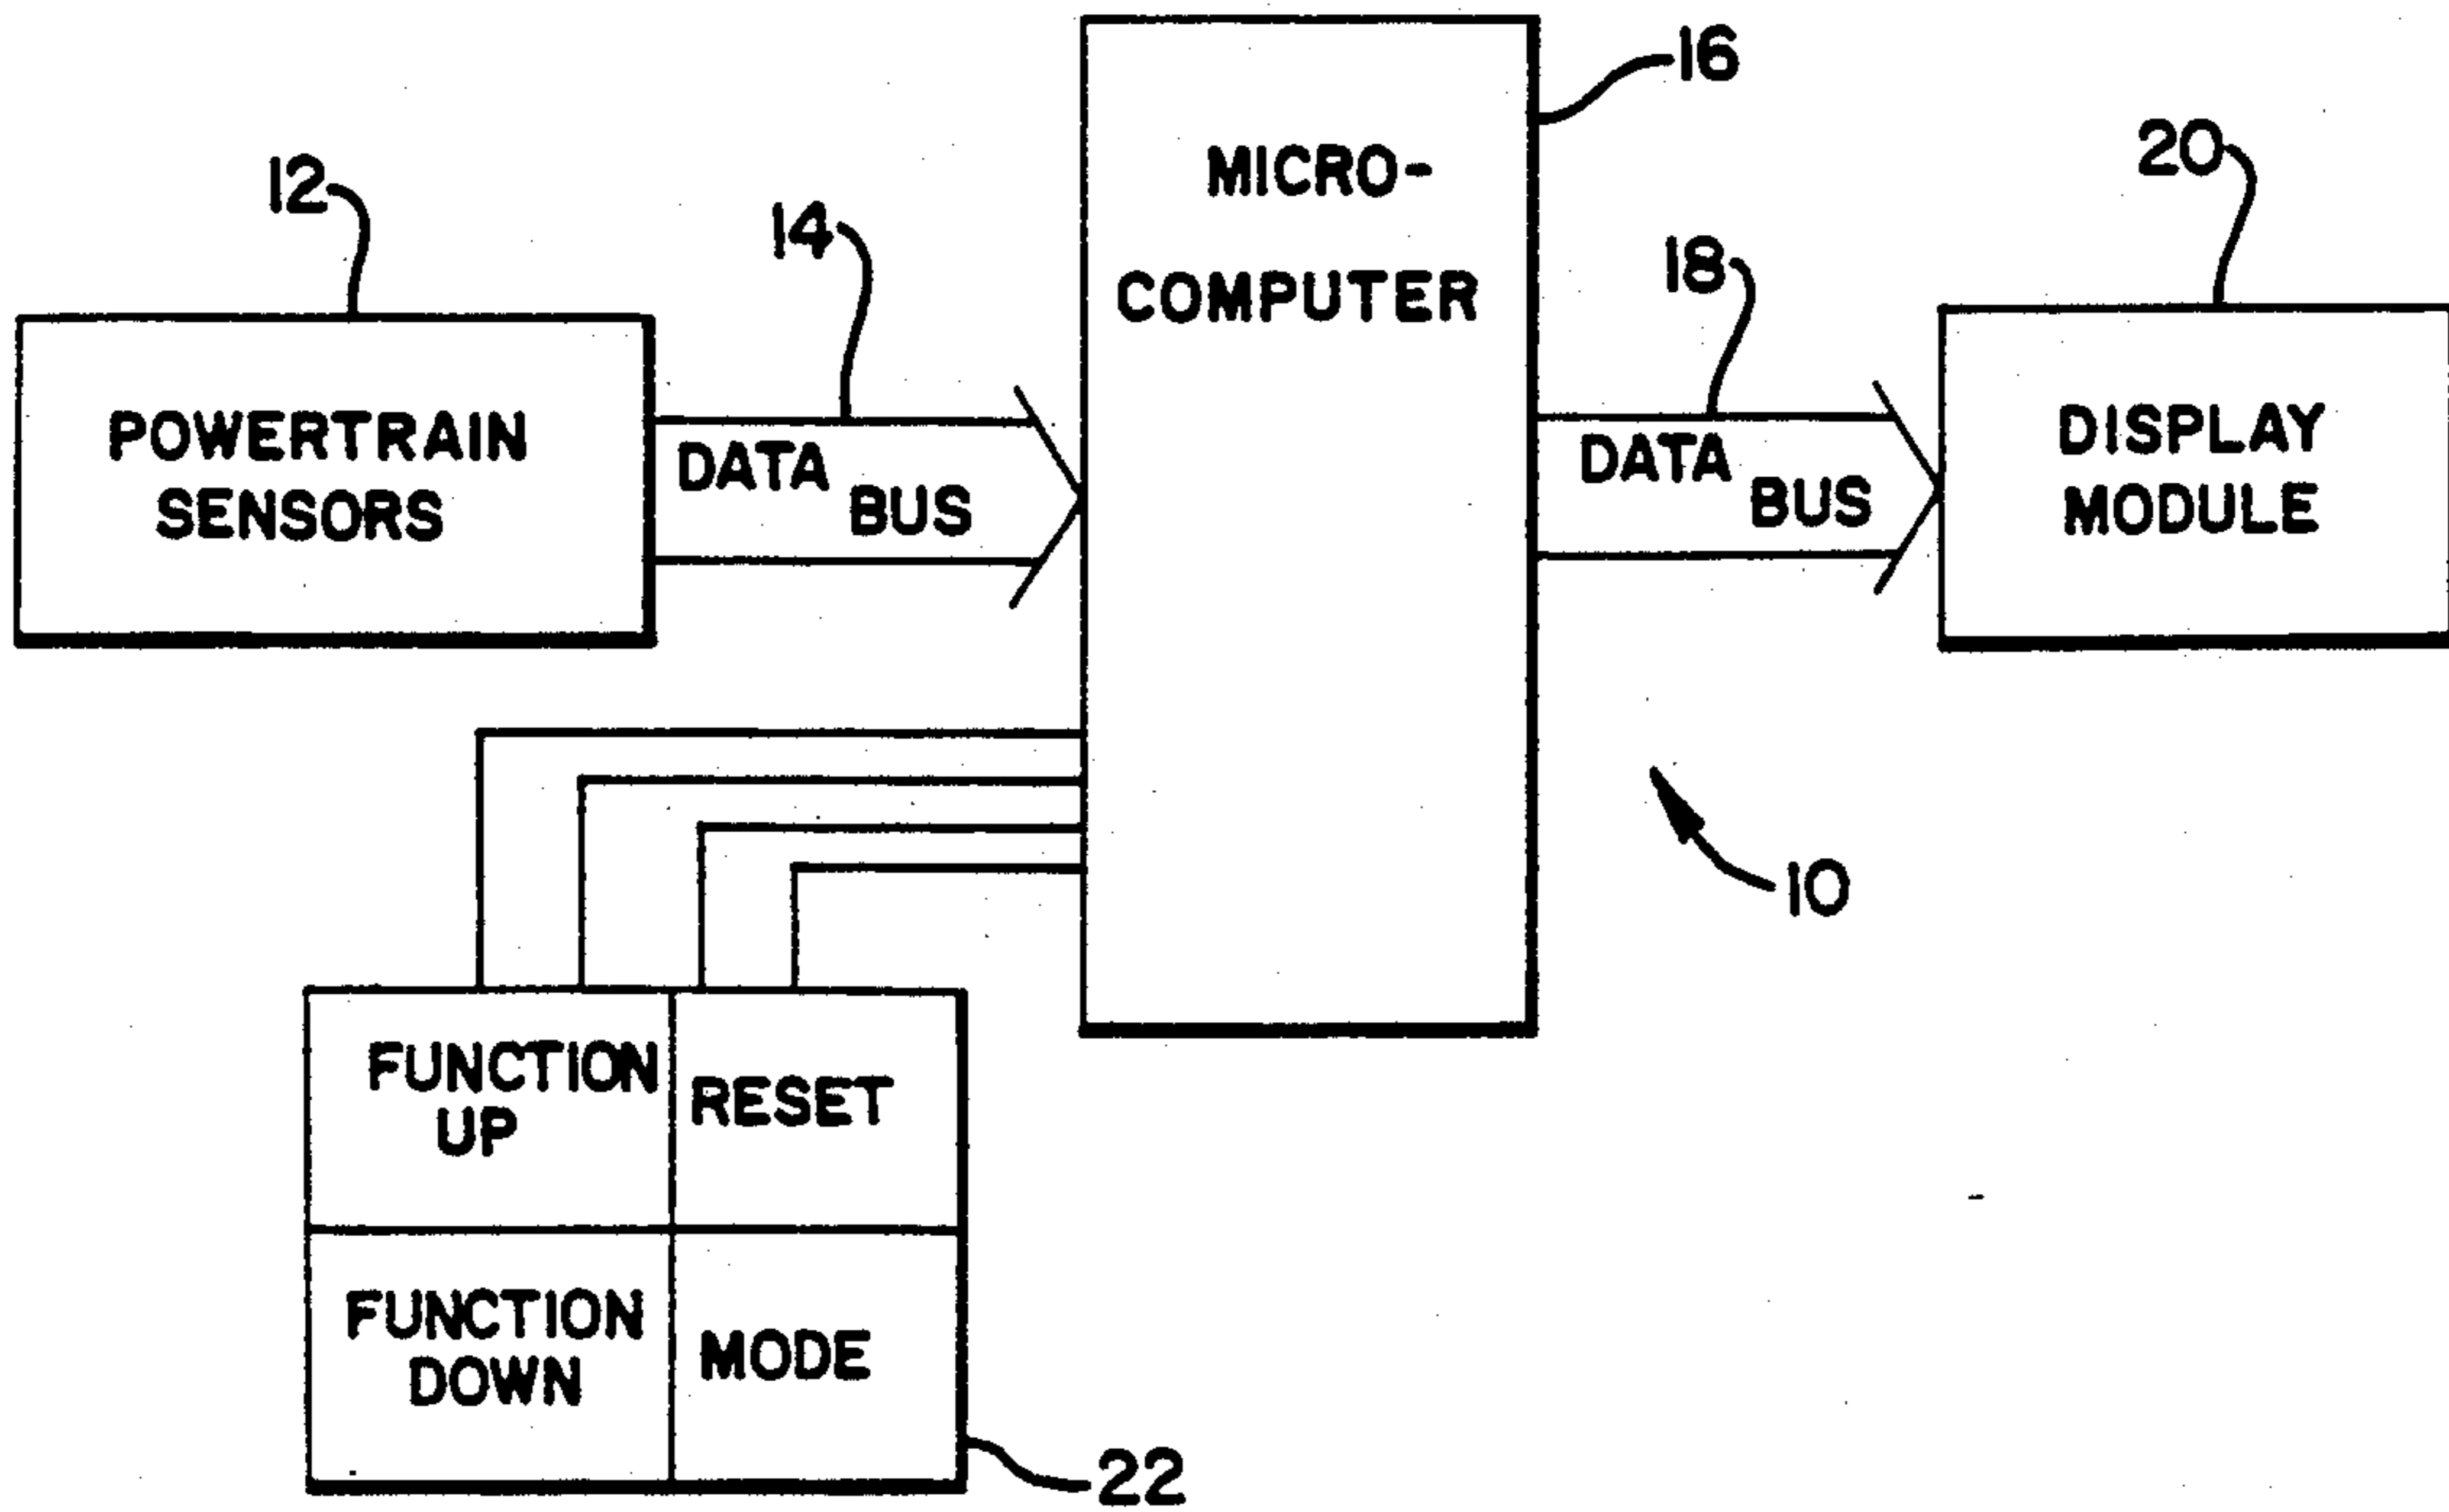 16
MICRO-
COMPUTER
20
12
14
18
POWERTRAIN
SENSORS
DATA
BUS
DATA
BUS
DISPLAY
MODULE
10
FUNCTION
UP
RESET
FUNCTION
DOWN
MODE
22